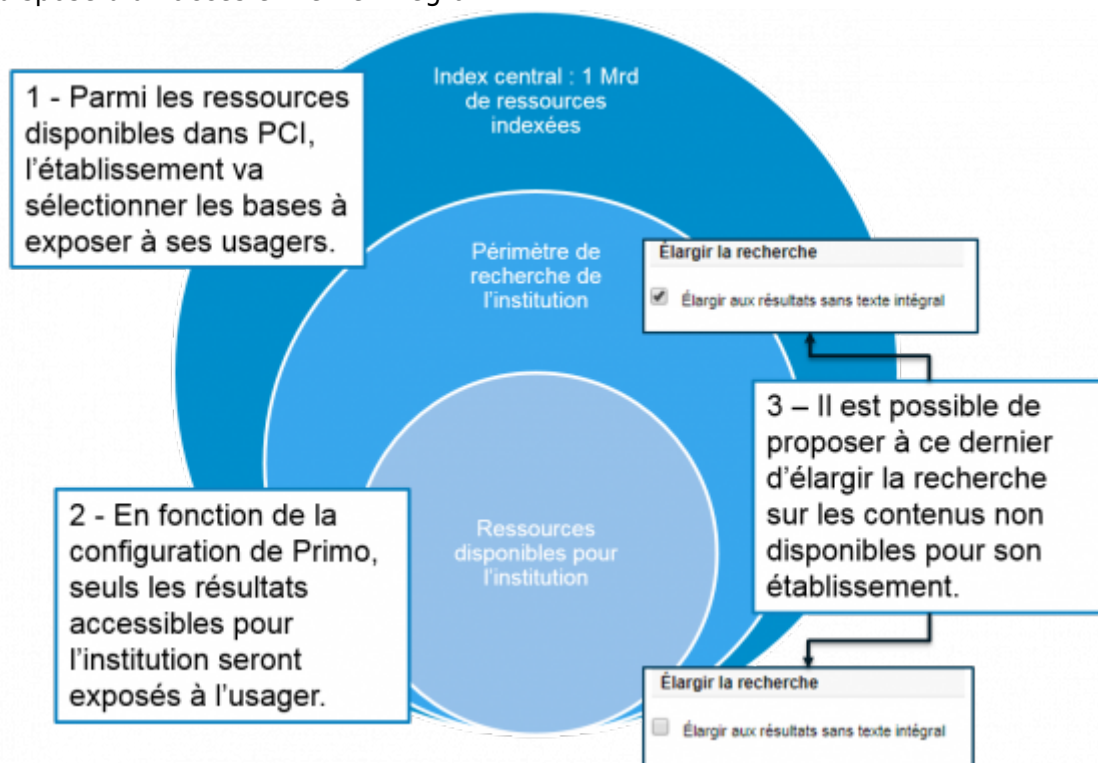 Index central : 1 Mrd
de ressources
indexées
1 - Parmi les ressources
disponibles dans PCI,
l'établissement va
sélectionner les bases à
exposer à ses usagers.
Périmètre de
recherche de
l'institution
Élargir la recherche
Élargir aux résultats sans texte intégral
3 – Il est possible de
proposer à ce dernier
d'élargir la recherche
sur les contenus non
disponibles pour son
établissement.
2 - En fonction de la
configuration de Primo,
seuls les résultats
accessibles pour
l'institution seront
exposés à l'usager.
Ressources
disponibles pour
l'institution
Élargir la recherche
Élargir aux résultats sans texte intégral